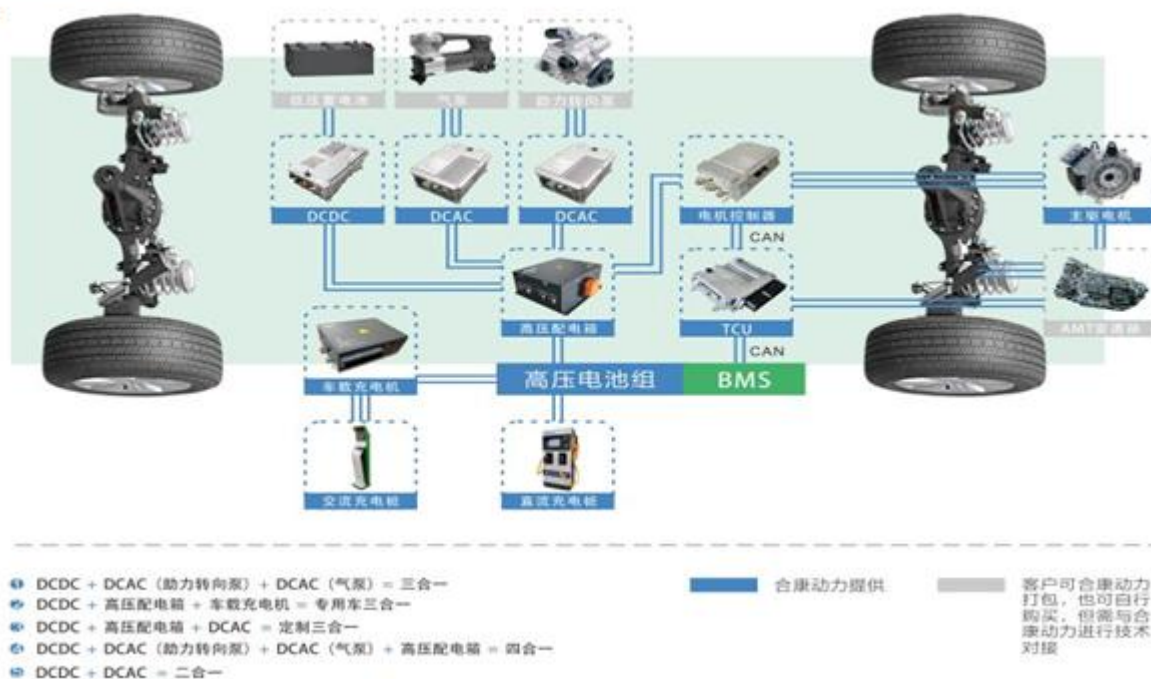 低压蓄电池
气泵
助力转向泵
DCDC
DCAC
DCAC
电机控制器
主驱电机
CAN
高压配电箱
TCU
AMT变速器
CAN
车载充电机
高压电池组
BMS
交流充电桩
直流充电桩
1 DCDC + DCAC（助力转向泵）+ DCAC（气泵）= 三合一
2 DCDC + 高压配电箱 + 车载充电机 = 专用车三合一
3 DCDC + 高压配电箱 + DCAC = 定制三合一
4 DCDC + DCAC（助力转向泵）+ DCAC（气泵）+ 高压配电箱 = 四合一
5 DCDC + DCAC = 二合一
合康动力提供
客户可合康动力
打包，也可自行
购买，但需与合
康动力进行技术
对接